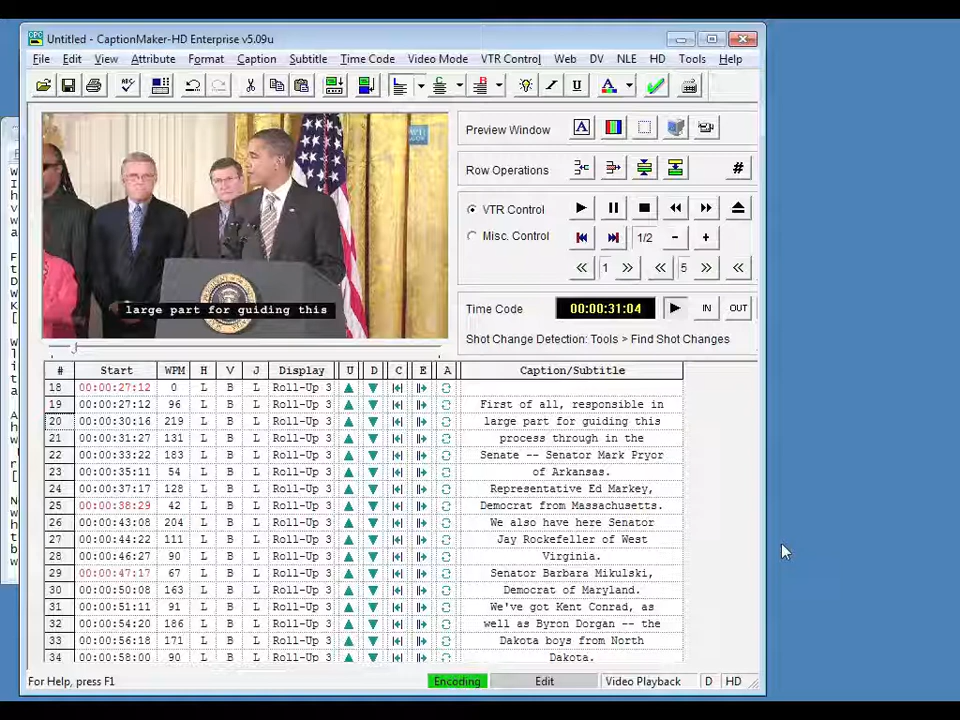 CPC Untitled - CaptionMaker-HD Enterprise v5.09u
File Edit View Attribute Format Caption Subtitle Time Code Video Mode VTR Control Web DV NLE HD Tools Help
ABC C B A U A
Preview Window A
Row Operations #
VTR Control
Misc. Control 1/2 - +
1 5
large part for guiding this
Time Code 00:00:31:04 IN OUT
Shot Change Detection: Tools > Find Shot Changes
# Start WPM H V J Display U D C E A Caption/Subtitle
18 00:00:27:12 0 L B L Roll-Up 3
19 00:00:27:12 96 L B L Roll-Up 3 First of all, responsible in
20 00:00:30:16 219 L B L Roll-Up 3 large part for guiding this
21 00:00:31:27 131 L B L Roll-Up 3 process through in the
22 00:00:33:22 183 L B L Roll-Up 3 Senate -- Senator Mark Pryor
23 00:00:35:11 54 L B L Roll-Up 3 of Arkansas.
24 00:00:37:17 128 L B L Roll-Up 3 Representative Ed Markey,
25 00:00:38:29 42 L B L Roll-Up 3 Democrat from Massachusetts.
26 00:00:43:08 204 L B L Roll-Up 3 We also have here Senator
27 00:00:44:22 111 L B L Roll-Up 3 Jay Rockefeller of West
28 00:00:46:27 90 L B L Roll-Up 3 Virginia.
29 00:00:47:17 67 L B L Roll-Up 3 Senator Barbara Mikulski,
30 00:00:50:08 163 L B L Roll-Up 3 Democrat of Maryland.
31 00:00:51:11 91 L B L Roll-Up 3 We've got Kent Conrad, as
32 00:00:54:20 186 L B L Roll-Up 3 well as Byron Dorgan -- the
33 00:00:56:18 171 L B L Roll-Up 3 Dakota boys from North
34 00:00:58:00 90 L B L Roll-Up 3 Dakota.
For Help, press F1 Encoding Edit Video Playback D HD